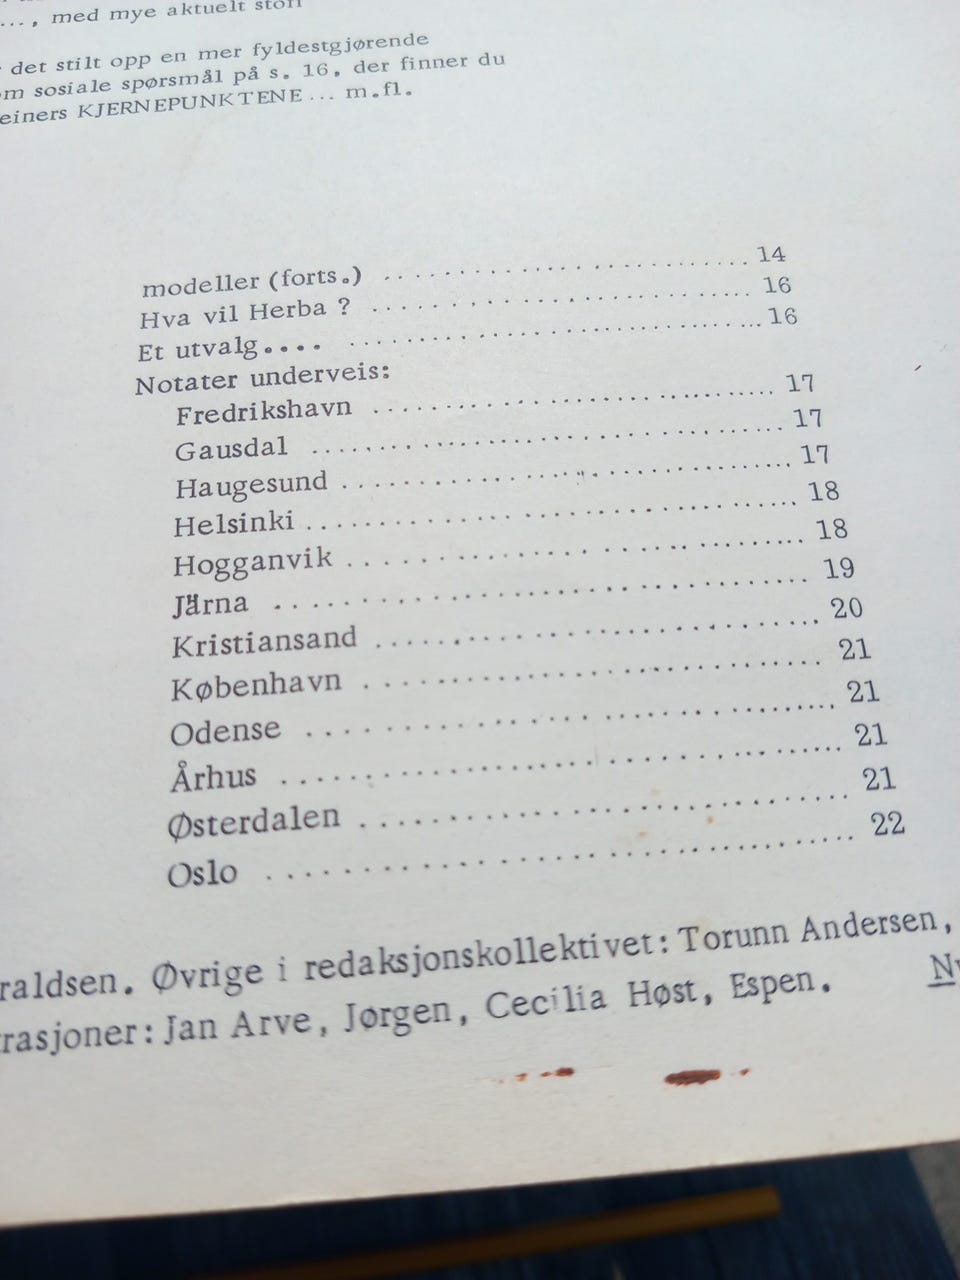 ..., med mye aktuelt stoff
det stilt opp en mer fyldestgjørende
om sosiale spørsmål på s. 16, der finner du
einers KJERNEPUNKTENE... m.fl.
modeller (forts.) ........................ 14
Hva vil Herba ? ........................ 16
Et utvalg.... ........................ 16
Notater underveis:
Fredrikshavn ........................ 17
Gausdal ........................ 17
Haugesund ........................ 17
Helsinki ........................ 18
Hogganvik ........................ 18
Järna ........................ 19
Kristiansand ........................ 20
København ........................ 21
Odense ........................ 21
Århus ........................ 21
Østerdalen ........................ 21
Oslo ........................ 22
raldsen. Øvrige i redaksjonskollektivet: Torunn Andersen,
rasjoner: Jan Arve, Jørgen, Cecilia Høst, Espen.